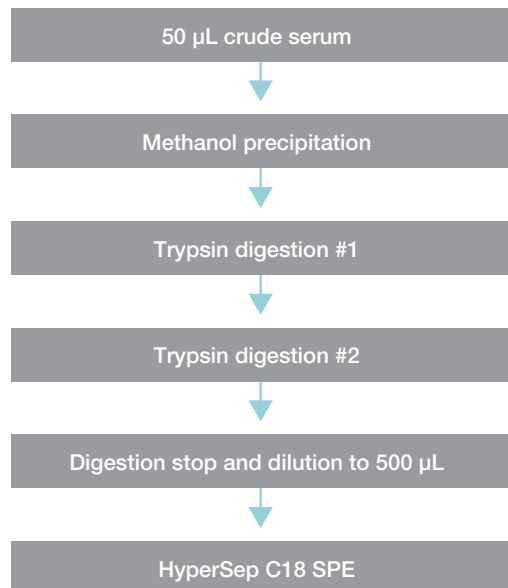 50 µL crude serum
Methanol precipitation
Trypsin digestion #1
Trypsin digestion #2
Digestion stop and dilution to 500 µL
HyperSep C18 SPE